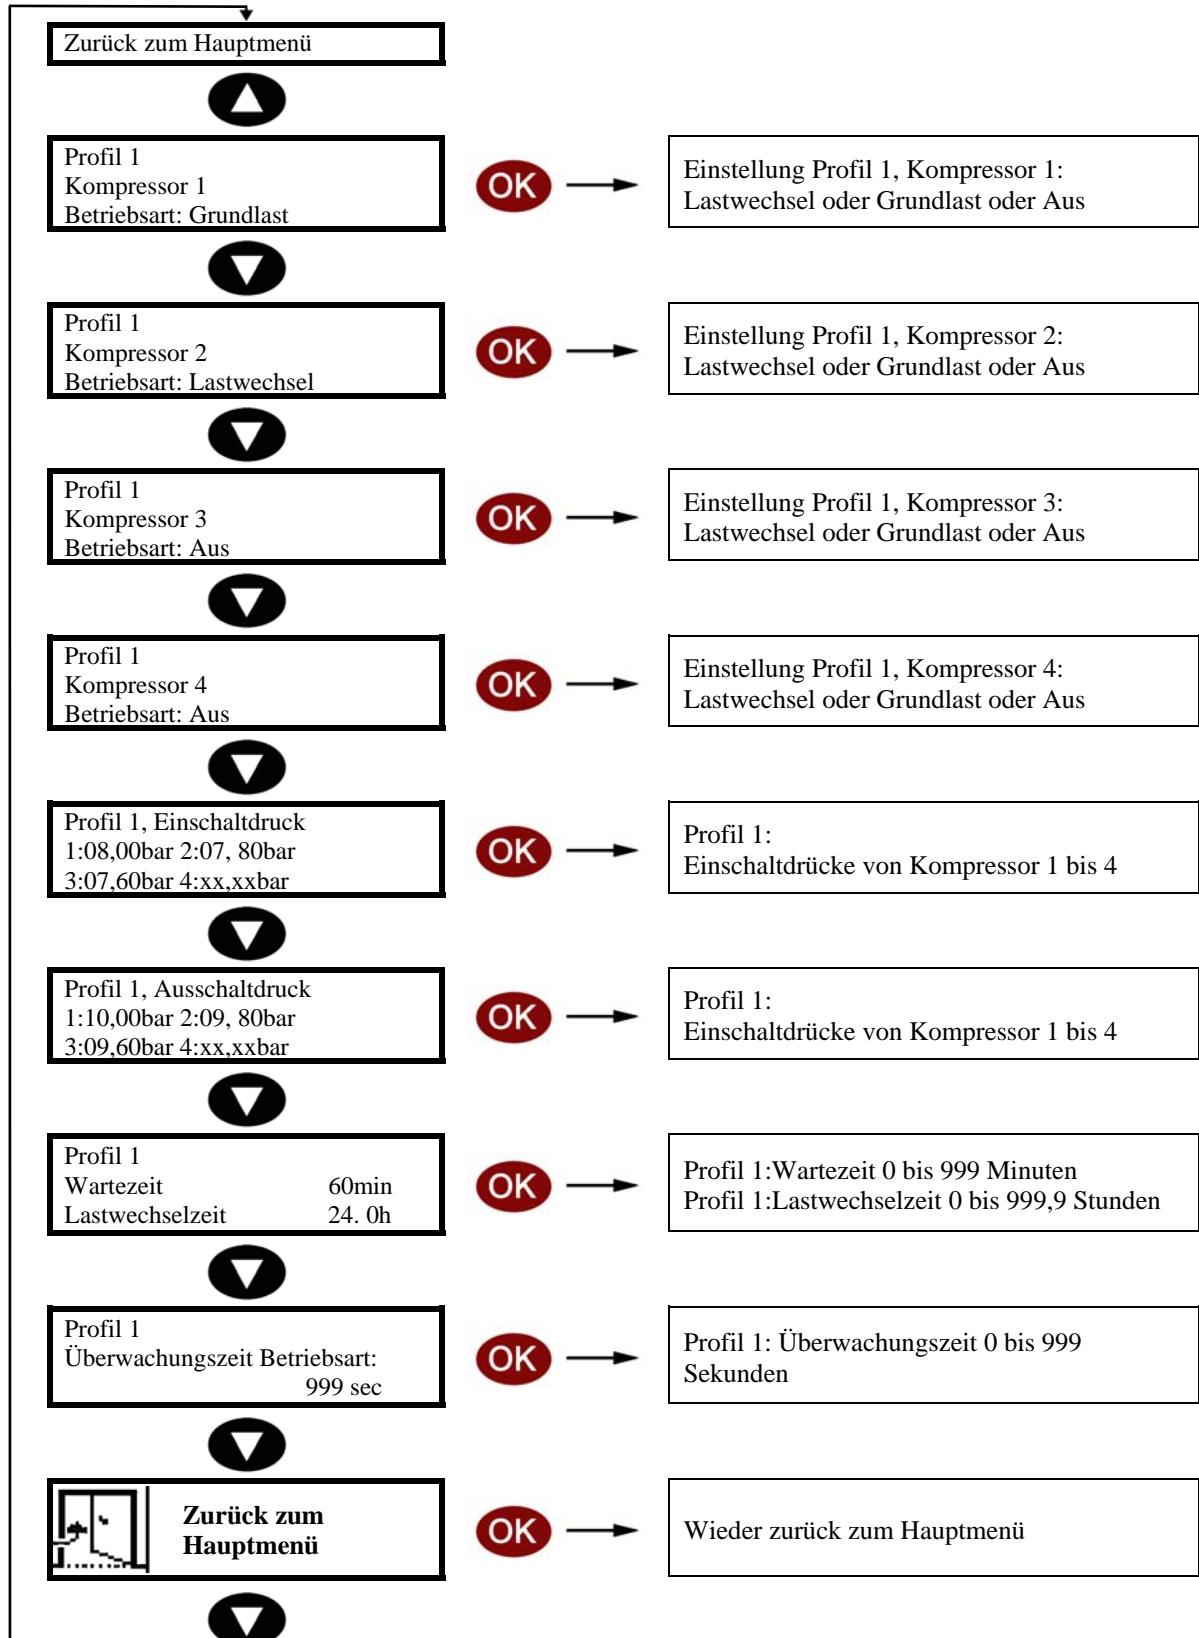 Zurück zum Hauptmenü
Profil 1
Kompressor 1
Betriebsart: Grundlast
OK
Einstellung Profil 1, Kompressor 1:
Lastwechsel oder Grundlast oder Aus
Profil 1
Kompressor 2
Betriebsart: Lastwechsel
OK
Einstellung Profil 1, Kompressor 2:
Lastwechsel oder Grundlast oder Aus
Profil 1
Kompressor 3
Betriebsart: Aus
OK
Einstellung Profil 1, Kompressor 3:
Lastwechsel oder Grundlast oder Aus
Profil 1
Kompressor 4
Betriebsart: Aus
OK
Einstellung Profil 1, Kompressor 4:
Lastwechsel oder Grundlast oder Aus
Profil 1, Einschaltdruck
1:08,00bar 2:07, 80bar
3:07,60bar 4:xx,xxbar
OK
Profil 1:
Einschaltdrücke von Kompressor 1 bis 4
Profil 1, Ausschaltdruck
1:10,00bar 2:09, 80bar
3:09,60bar 4:xx,xxbar
OK
Profil 1:
Einschaltdrücke von Kompressor 1 bis 4
Profil 1
Wartezeit 60min
Lastwechselzeit 24. 0h
OK
Profil 1:Wartezeit 0 bis 999 Minuten
Profil 1:Lastwechselzeit 0 bis 999,9 Stunden
Profil 1
Überwachungszeit Betriebsart:
999 sec
OK
Profil 1: Überwachungszeit 0 bis 999
Sekunden
Zurück zum
Hauptmenü
OK
Wieder zurück zum Hauptmenü